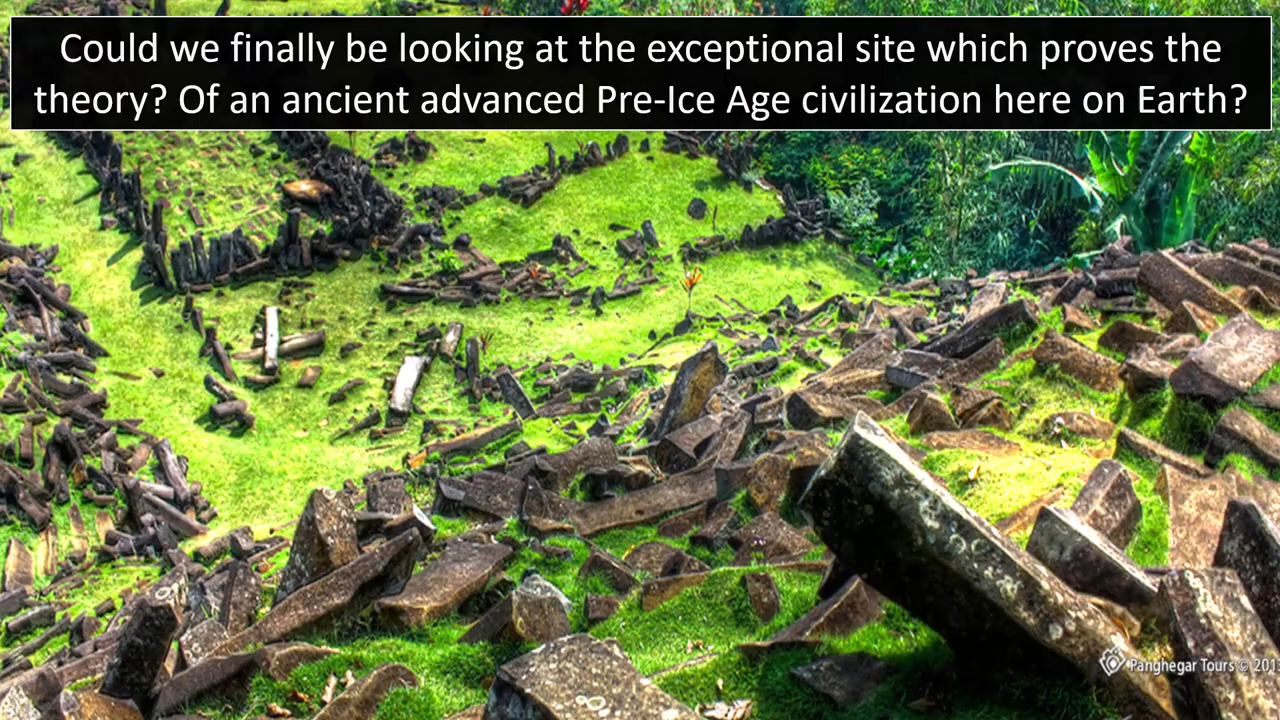 Could we finally be looking at the exceptional site which proves the
theory? Of an ancient advanced Pre-Ice Age civilization here on Earth?
Panghegar Tours © 2013